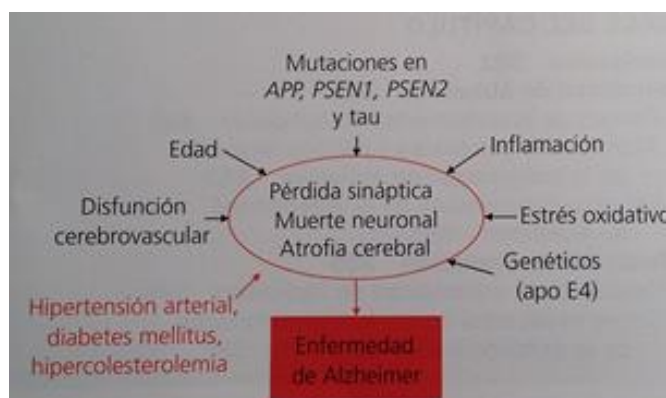 Mutaciones en
APP, PSEN1, PSEN2
y tau
Edad
Inflamación
Disfunción
cerebrovascular
Pérdida sináptica
Muerte neuronal
Atrofia cerebral
Estrés oxidativo
Genéticos
(apo E4)
Hipertensión arterial,
diabetes mellitus,
hipercolesterolemia
Enfermedad
de Alzheimer